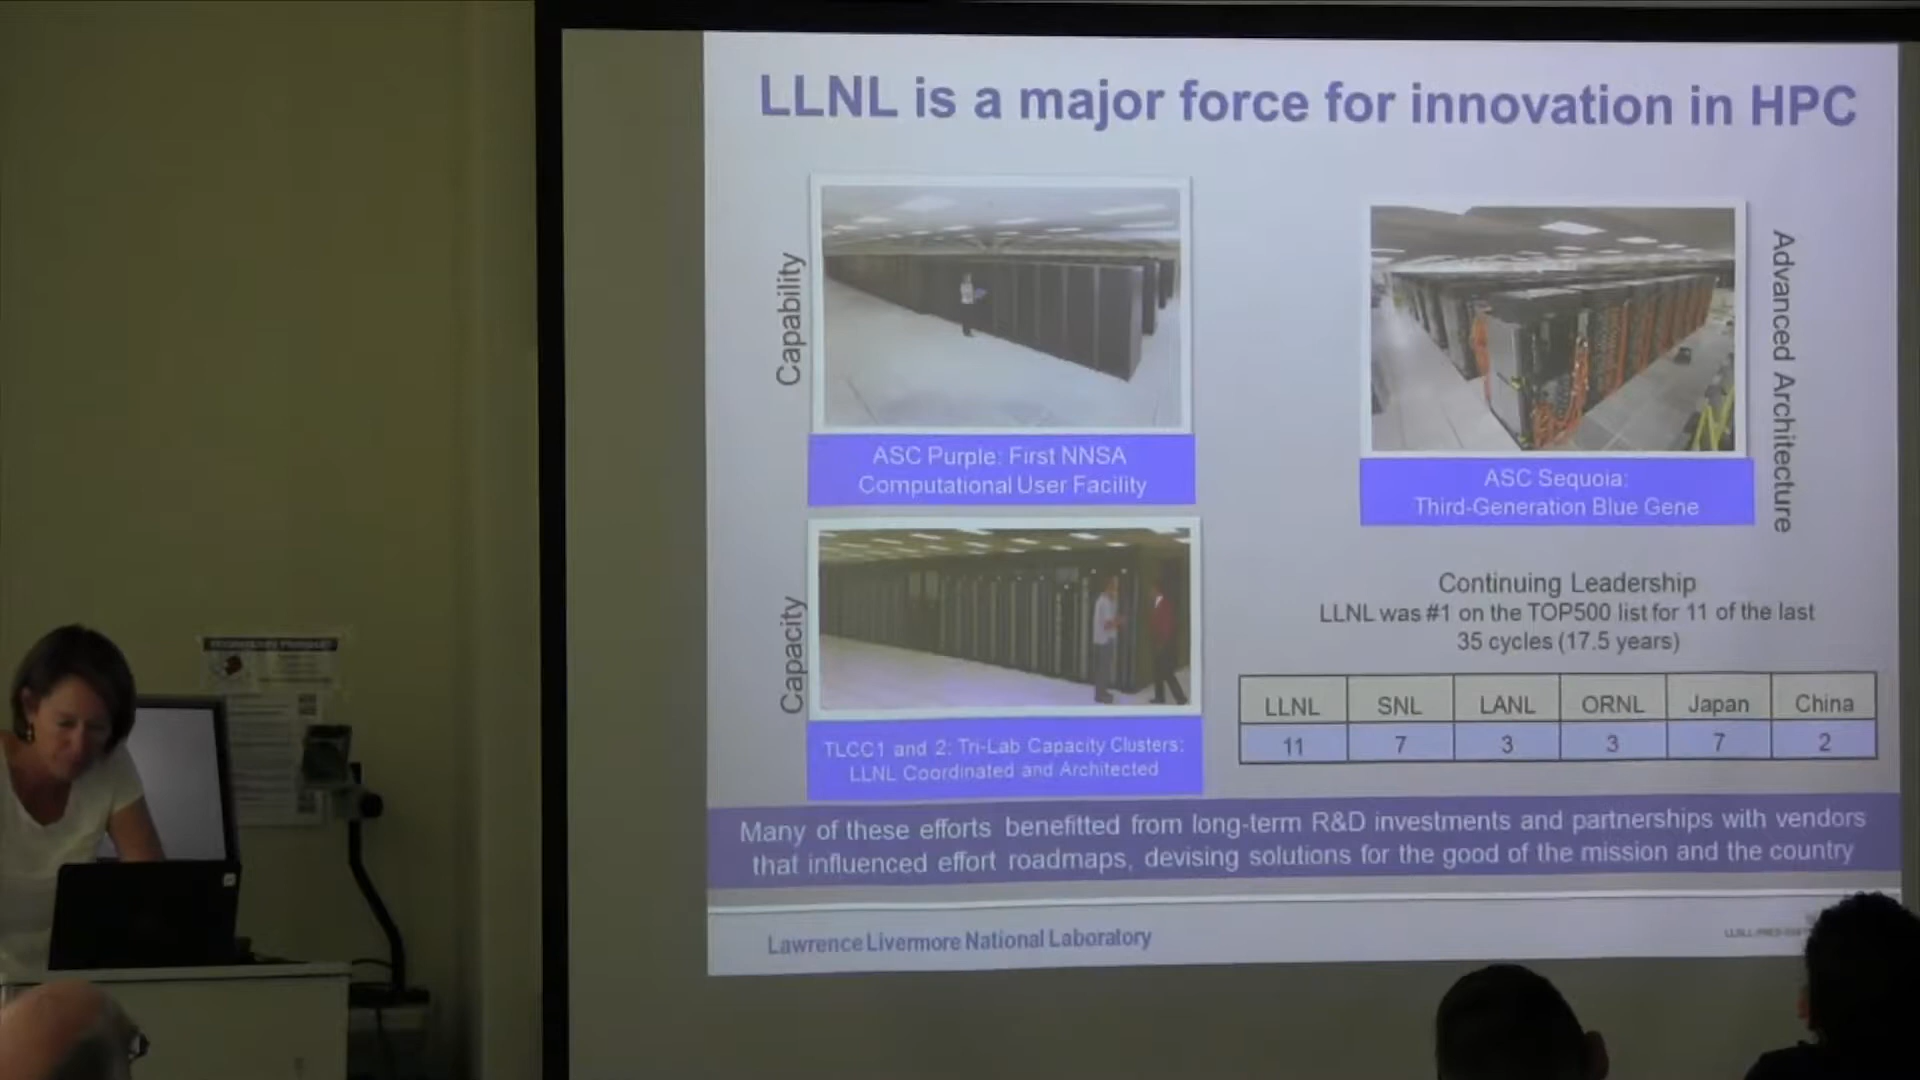 LLNL is a major force for innovation in HPC
Capability
ASC Purple: First NNSA
Computational User Facility
Advanced Architecture
ASC Sequoia:
Third-Generation Blue Gene
Capacity
TLCC1 and 2: Tri-Lab Capacity Clusters:
LLNL Coordinated and Architected
Continuing Leadership
LLNL was #1 on the TOP500 list for 11 of the last
35 cycles (17.5 years)
LLNL SNL LANL ORNL Japan China
11 7 3 3 7 2
Many of these efforts benefitted from long-term R&D investments and partnerships with vendors
that influenced effort roadmaps, devising solutions for the good of the mission and the country
Lawrence Livermore National Laboratory